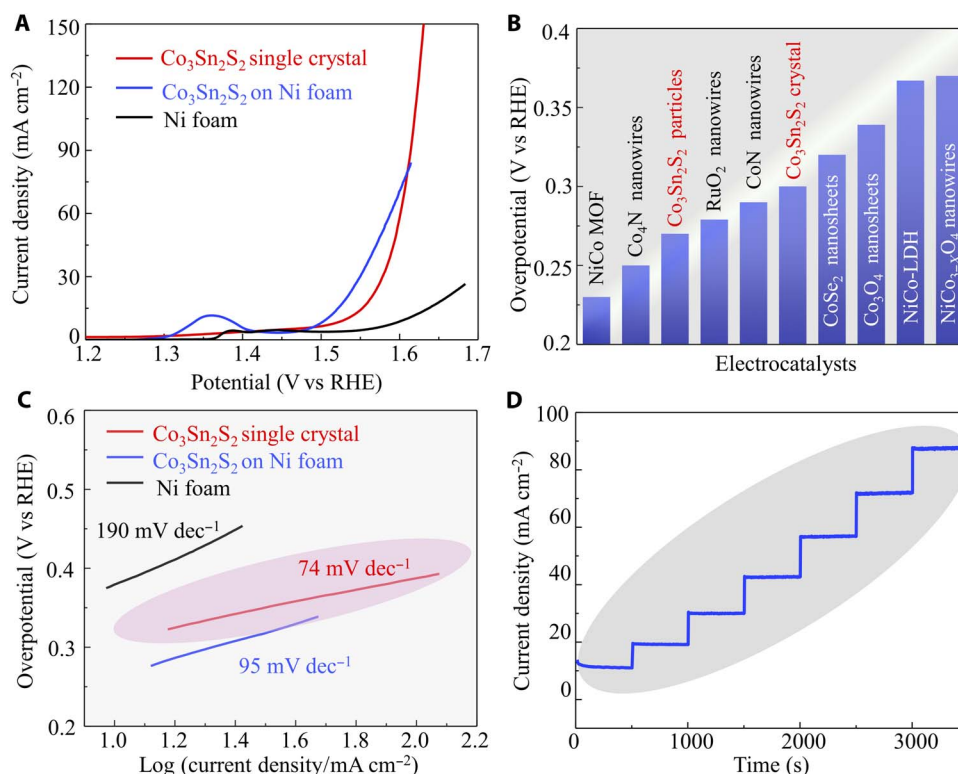 A
150
120
90
60
30
0
Current density (mA cm⁻²)
Co₃Sn₂S₂ single crystal
Co₃Sn₂S₂ on Ni foam
Ni foam
1.2 1.3 1.4 1.5 1.6 1.7
Potential (V vs RHE)
B
0.35
0.3
0.25
0.2
Overpotential (V vs RHE)
NiCo MOF
Co₄N nanowires
Co₃Sn₂S₂ particles
RuO₂ nanowires
CoN nanowires
Co₃Sn₂S₂ crystal
CoSe₂ nanosheets
Co₃O₄ nanosheets
NiCo-LDH
NiCo₃₋ₓO₄ nanowires
Electrocatalysts
C
0.6
0.5
0.4
0.3
0.2
Overpotential (V vs RHE)
Co₃Sn₂S₂ single crystal
Co₃Sn₂S₂ on Ni foam
Ni foam
190 mV dec⁻¹
74 mV dec⁻¹
95 mV dec⁻¹
1.0 1.2 1.4 1.6 1.8 2.0 2.2
Log (current density/mA cm⁻²)
D
100
80
60
40
20
0
Current density (mA cm⁻²)
0 1000 2000 3000
Time (s)